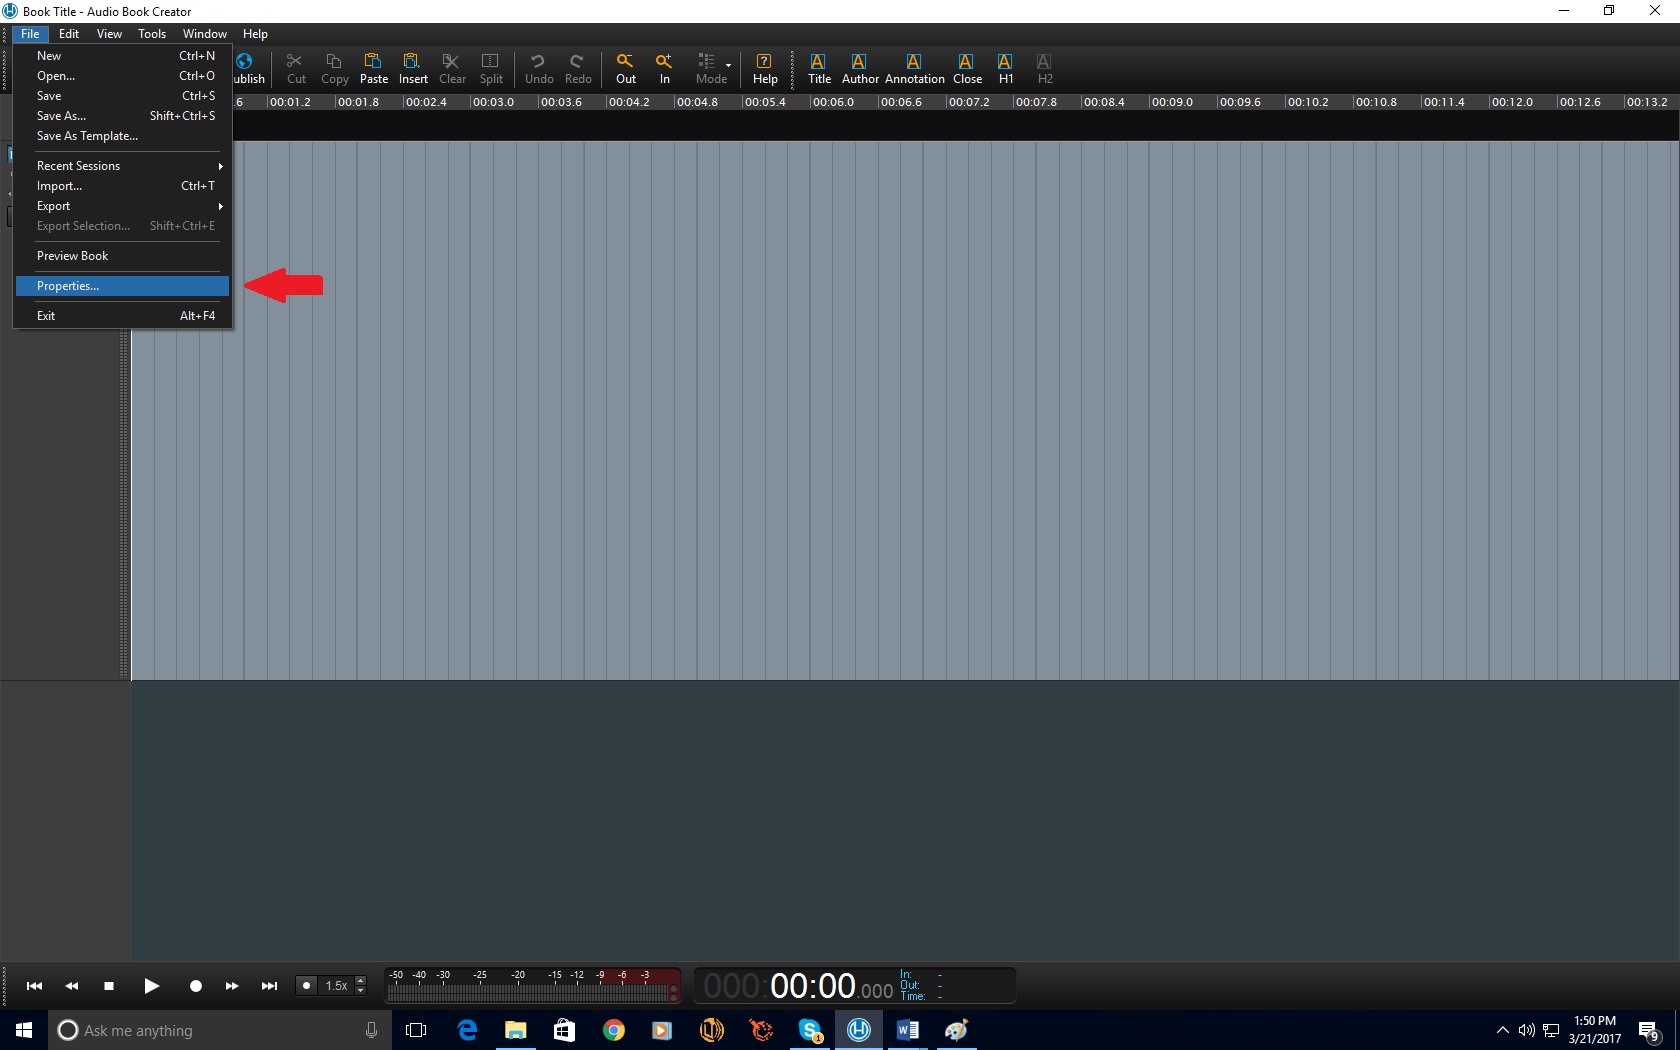 Book Title - Audio Book Creator
File Edit View Tools Window Help
New Ctrl+N
Open... Ctrl+O
Save Ctrl+S
Save As... Shift+Ctrl+S
Save As Template...
Recent Sessions
Import... Ctrl+T
Export
Export Selection... Shift+Ctrl+E
Preview Book
Properties...
Exit Alt+F4
ublish Cut Copy Paste Insert Clear Split Undo Redo Out In Mode Help Title Author Annotation Close H1 H2
.6 00:01.2 00:01.8 00:02.4 00:03.0 00:03.6 00:04.2 00:04.8 00:05.4 00:06.0 00:06.6 00:07.2 00:07.8 00:08.4 00:09.0 00:09.6 00:10.2 00:10.8 00:11.4 00:12.0 00:12.6 00:13.2
1.5x
-50 -40 -30 -25 -20 -15 -12 -9 -6 -3
000:00:00.000
In: -
Out: -
Time: -
Ask me anything
1
1:50 PM
3/21/2017
9